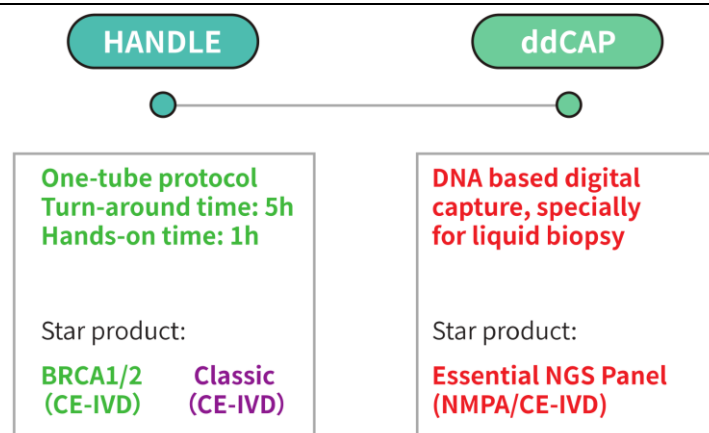 HANDLE
ddCAP
One-tube protocol
Turn-around time: 5h
Hands-on time: 1h
Star product:
BRCA1/2 Classic
(CE-IVD) (CE-IVD)
DNA based digital
capture, specially
for liquid biopsy
Star product:
Essential NGS Panel
(NMPA/CE-IVD)